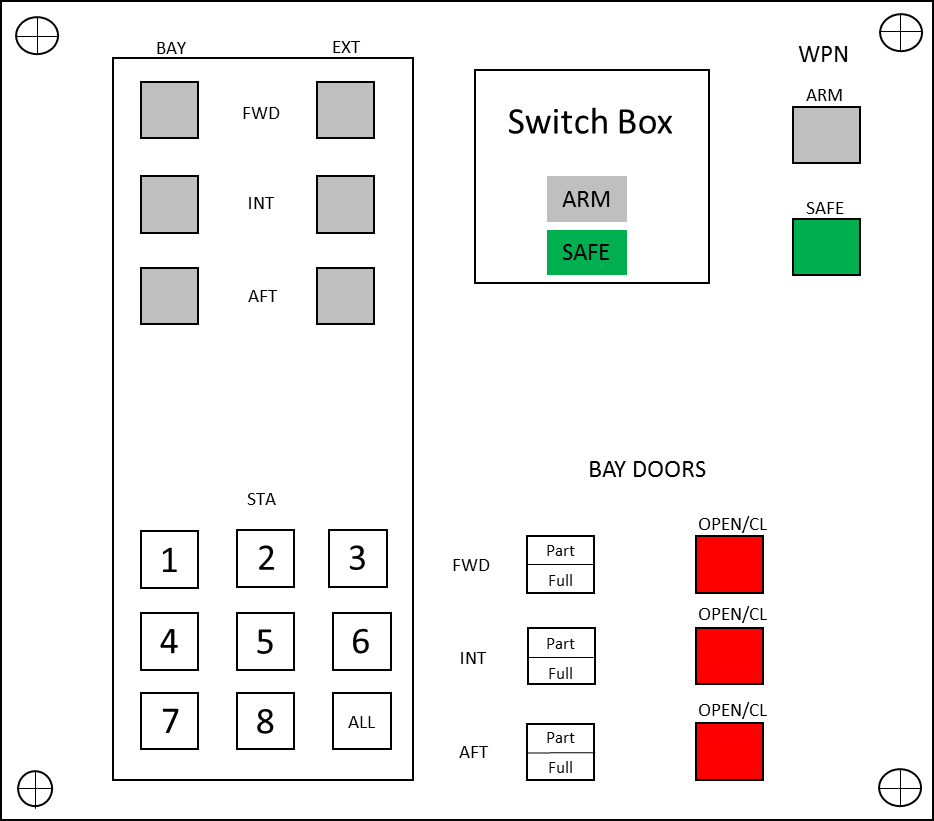 BAY
EXT
FWD
INT
AFT
STA
1 2 3
4 5 6
7 8 ALL
Switch Box
ARM
SAFE
WPN
ARM
SAFE
BAY DOORS
OPEN/CL
FWD
Part
Full
OPEN/CL
INT
Part
Full
OPEN/CL
AFT
Part
Full